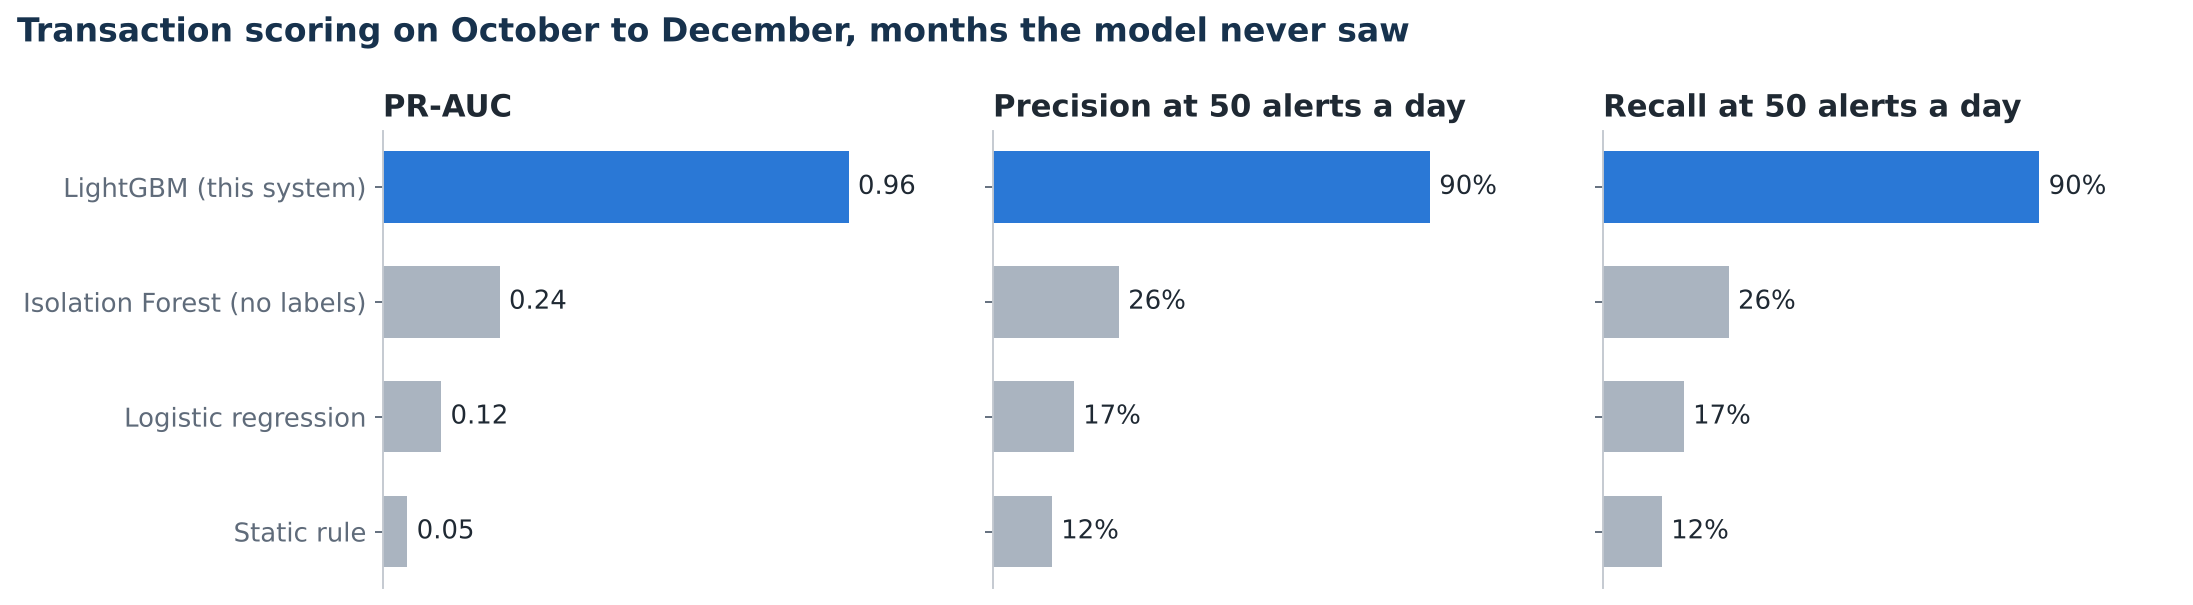 Transaction scoring on October to December, months the model never saw
PR-AUC
Precision at 50 alerts a day
Recall at 50 alerts a day
LightGBM (this system)
0.96
90%
90%
Isolation Forest (no labels)
0.24
26%
26%
Logistic regression
0.12
17%
17%
Static rule
0.05
12%
12%